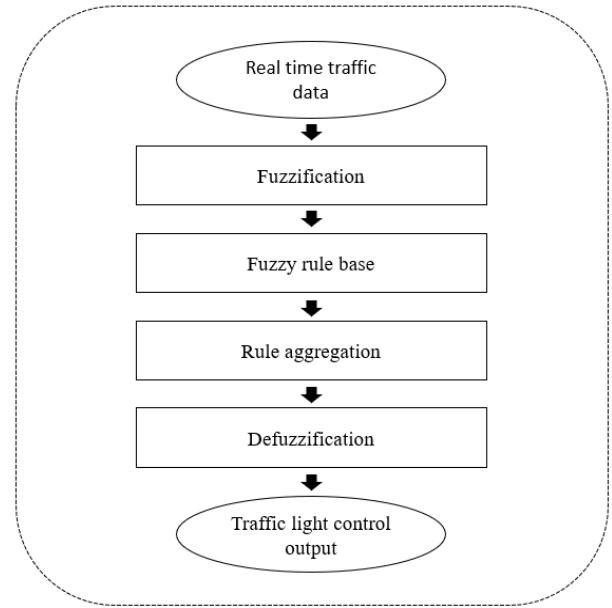 Real time traffic
data
Fuzzification
Fuzzy rule base
Rule aggregation
Defuzzification
Traffic light control
output